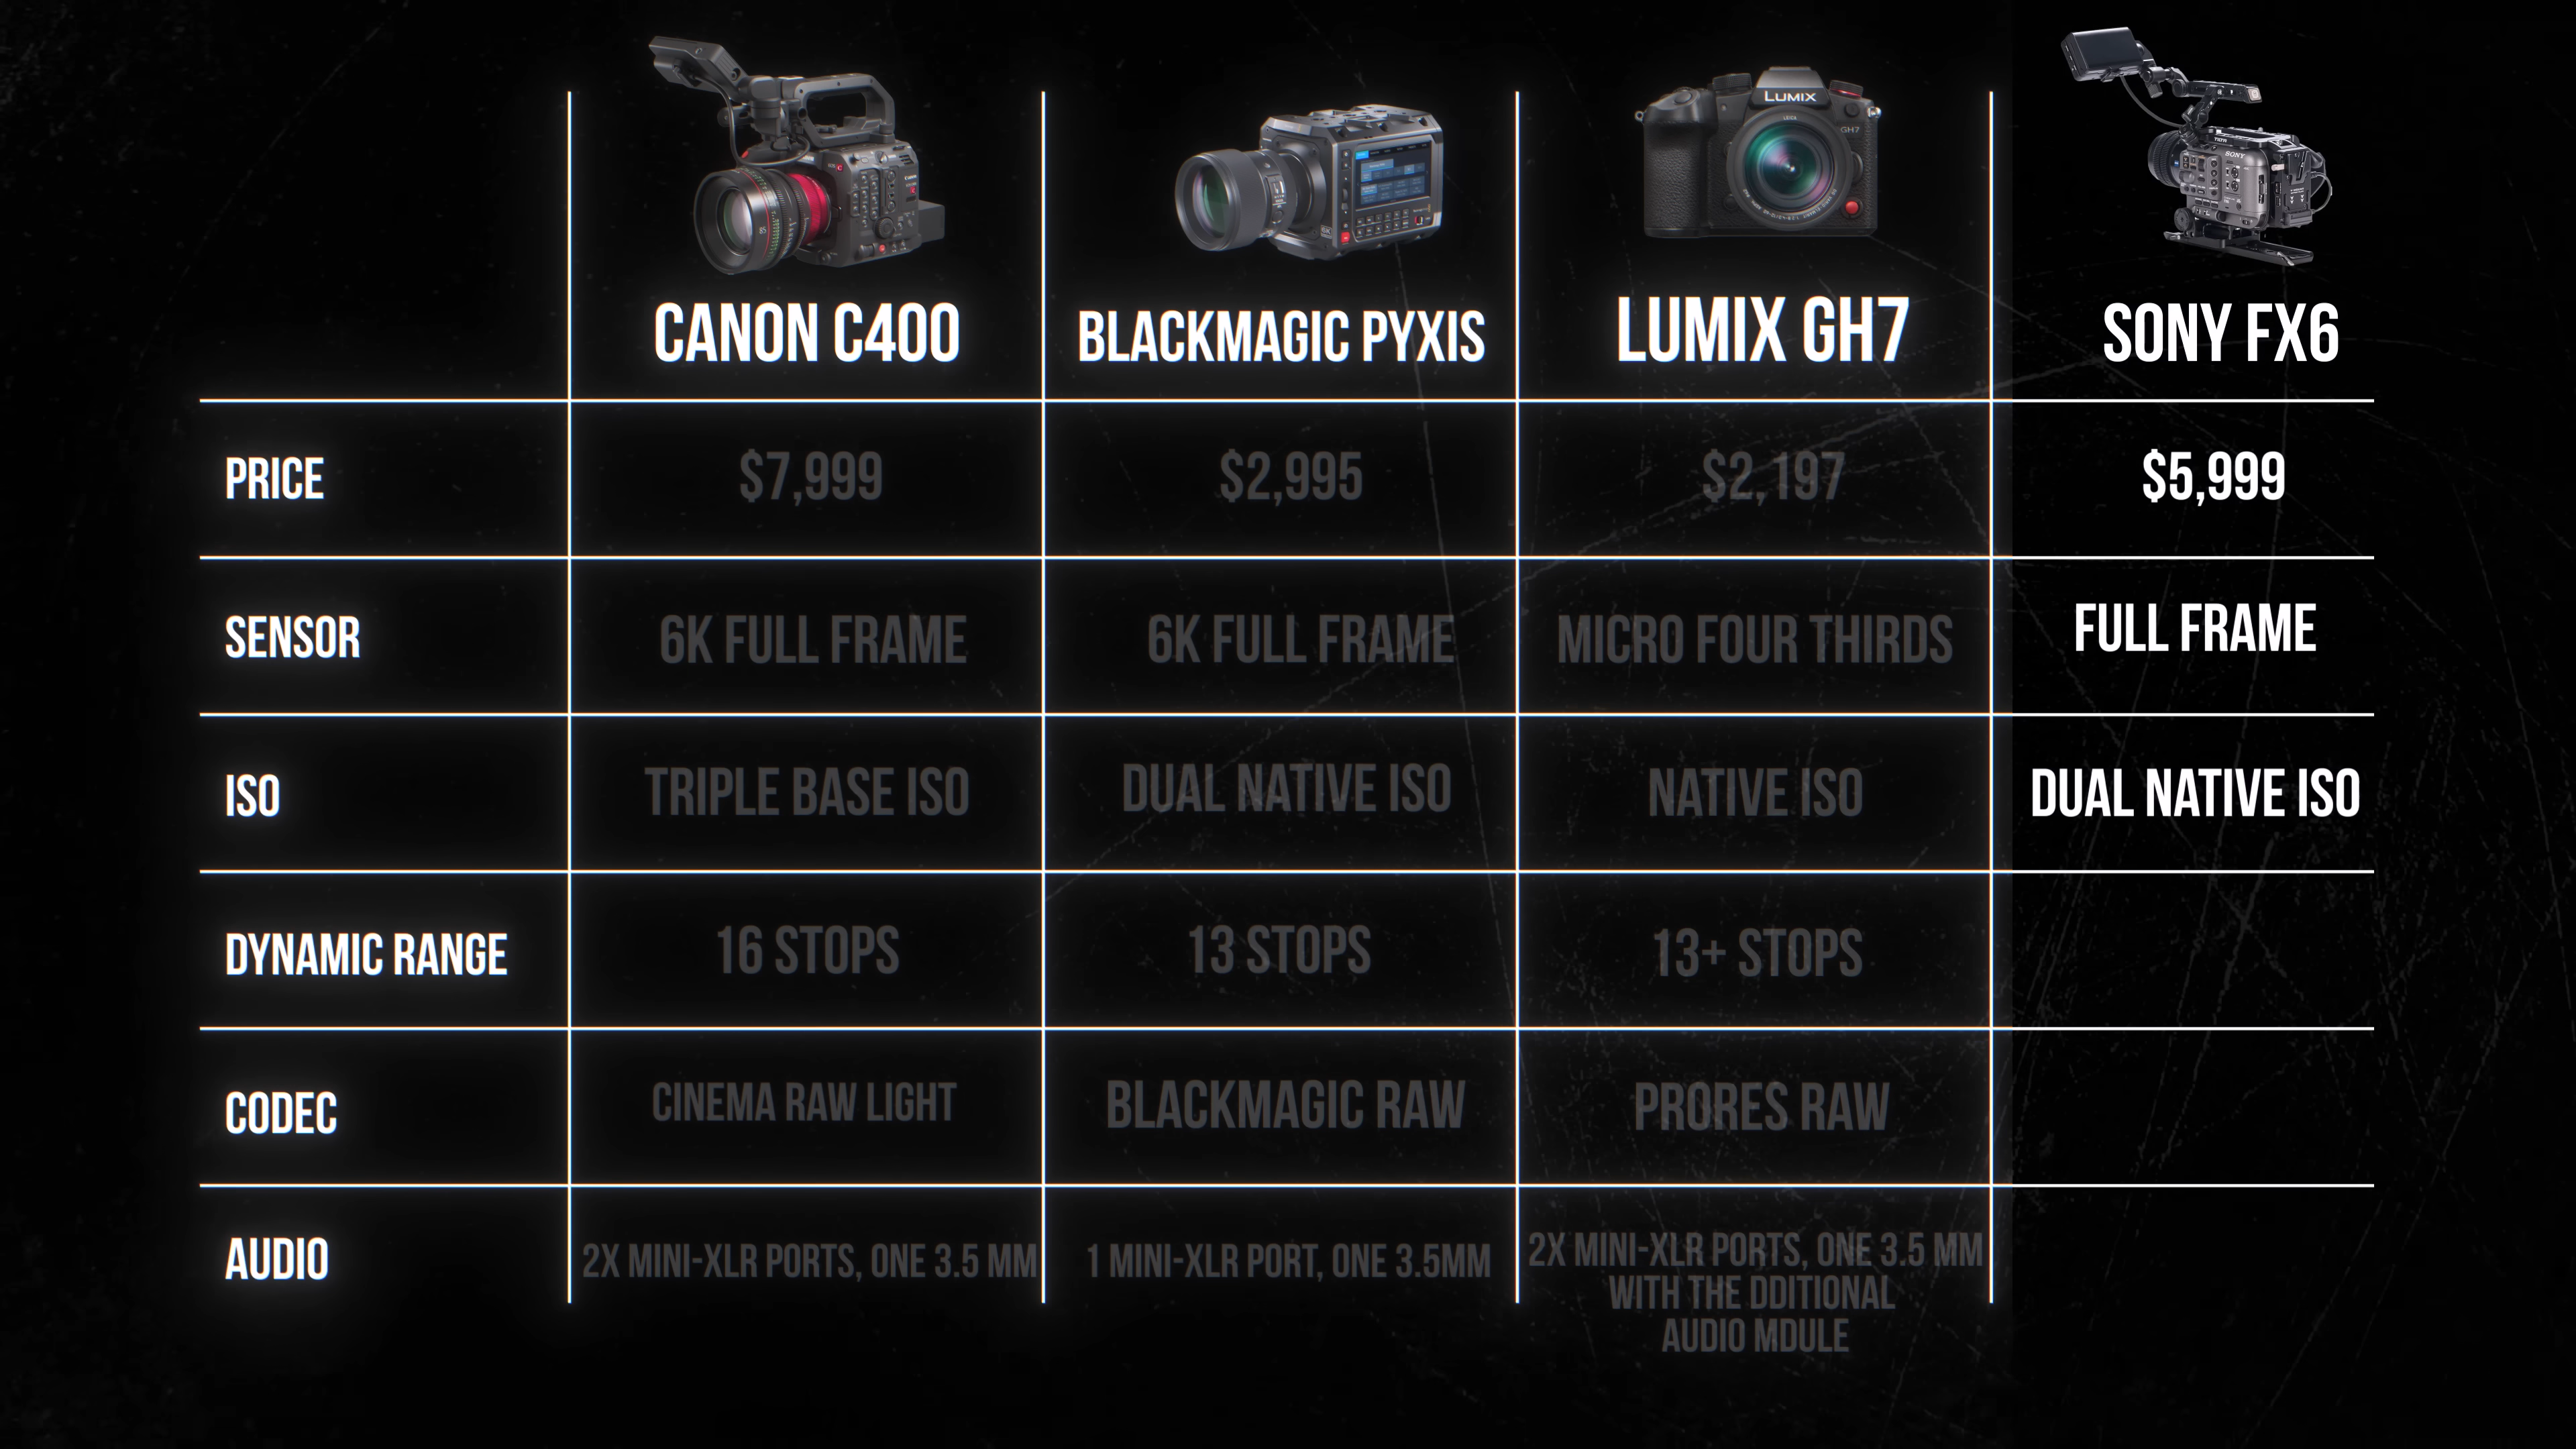 LUMIX
GH7
SONY
CANON C400
BLACKMAGIC PYXIS
LUMIX GH7
SONY FX6
PRICE
$7,999
$2,995
$2,197
$5,999
SENSOR
6K FULL FRAME
6K FULL FRAME
MICRO FOUR THIRDS
FULL FRAME
ISO
TRIPLE BASE ISO
DUAL NATIVE ISO
NATIVE ISO
DUAL NATIVE ISO
DYNAMIC RANGE
16 STOPS
13 STOPS
13+ STOPS
CODEC
CINEMA RAW LIGHT
BLACKMAGIC RAW
PRORES RAW
AUDIO
2X MINI-XLR PORTS, ONE 3.5 MM
1 MINI-XLR PORT, ONE 3.5MM
2X MINI-XLR PORTS, ONE 3.5 MM
WITH THE DDITIONAL
AUDIO MDULE